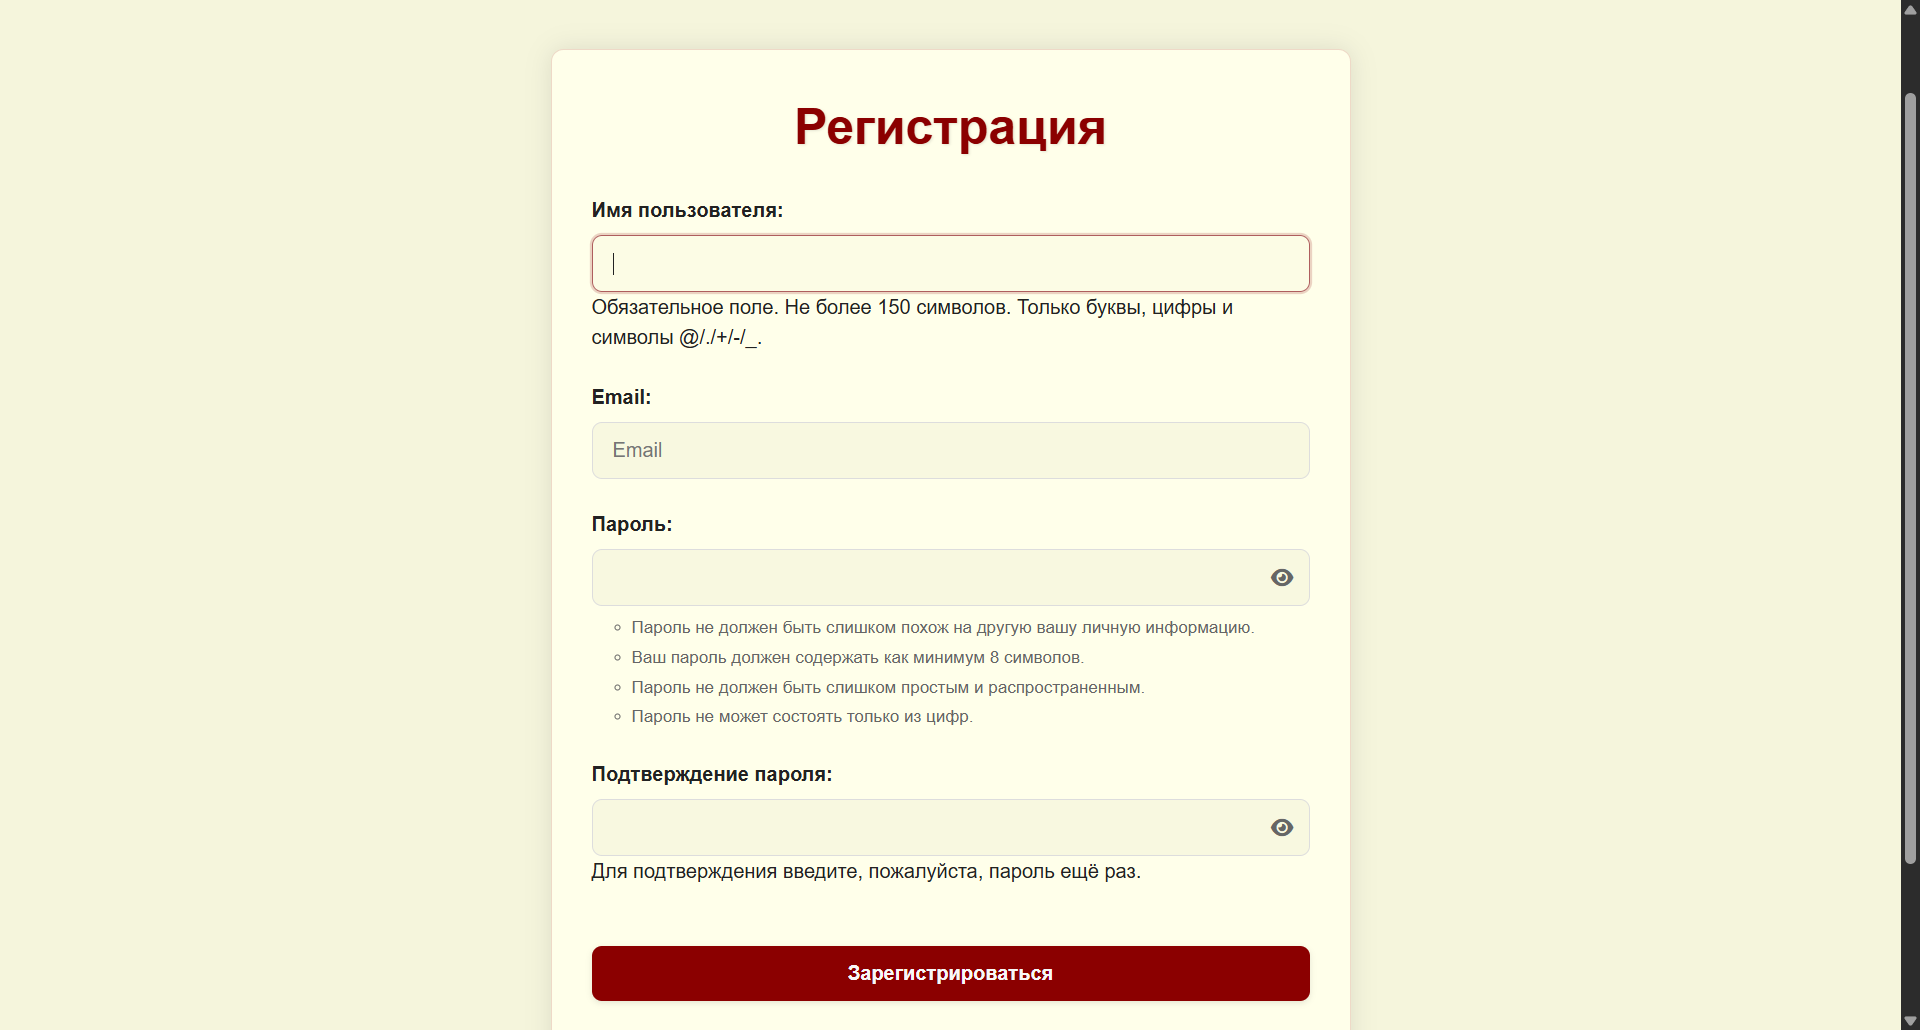 Регистрация
Имя пользователя:
Обязательное поле. Не более 150 символов. Только буквы, цифры и
символы @/./+/-/_.
Email:
Email
Пароль:
Пароль не должен быть слишком похож на другую вашу личную информацию.
Ваш пароль должен содержать как минимум 8 символов.
Пароль не должен быть слишком простым и распространенным.
Пароль не может состоять только из цифр.
Подтверждение пароля:
Для подтверждения введите, пожалуйста, пароль ещё раз.
Зарегистрироваться